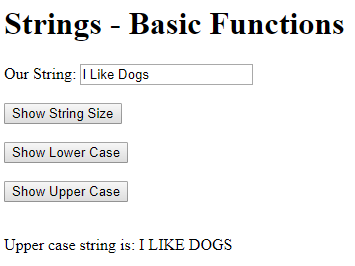 Strings - Basic Functions
Our String: I Like Dogs
Show String Size
Show Lower Case
Show Upper Case
Upper case string is: I LIKE DOGS